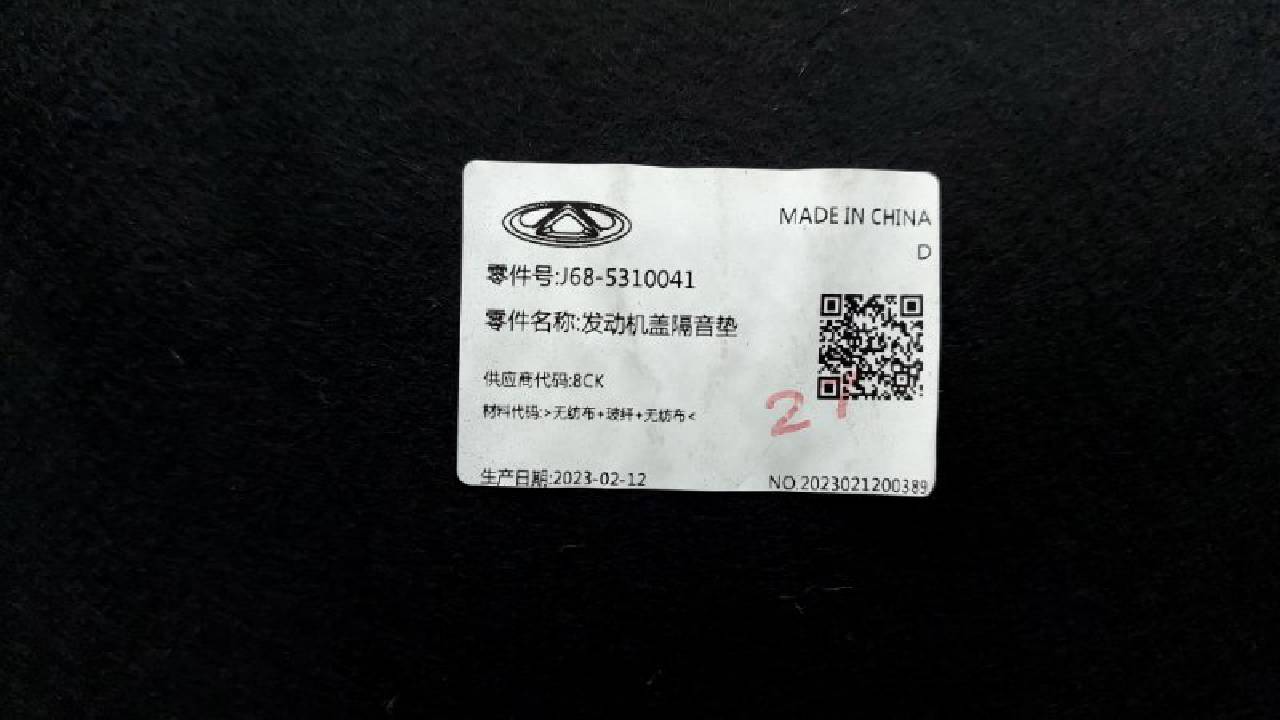 MADE IN CHINA
D
零件号:J68-5310041
零件名称:发动机盖隔音垫
供应商代码:8CK
材料代码:>无纺布+玻纤+无纺布<
21
生产日期:2023-02-12
NO.2023021200389